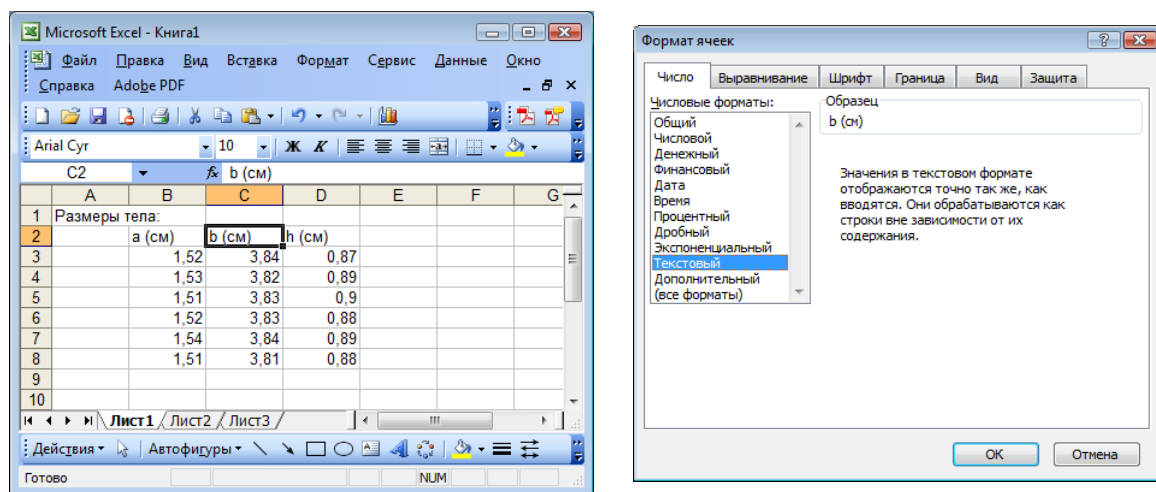 Microsoft Excel - Книга1
Файл Правка Вид Вставка Формат Сервис Данные Окно
Справка Adobe PDF
Arial Cyr 10 Ж К
C2 fx b (см)
A B C D E F G
1 Размеры тела:
2 a (см) b (см) h (см)
3 1,52 3,84 0,87
4 1,53 3,82 0,89
5 1,51 3,83 0,9
6 1,52 3,83 0,88
7 1,54 3,84 0,89
8 1,51 3,81 0,88
9
10
Лист1 Лист2 Лист3
Действия Автофигуры
Готово NUM
Формат ячеек
Число Выравнивание Шрифт Граница Вид Защита
Числовые форматы:
Общий
Числовой
Денежный
Финансовый
Дата
Время
Процентный
Дробный
Экспоненциальный
Текстовый
Дополнительный
(все форматы)
Образец
b (см)
Значения в текстовом формате
отображаются точно так же, как
вводятся. Они обрабатываются как
строки вне зависимости от их
содержания.
ОК Отмена